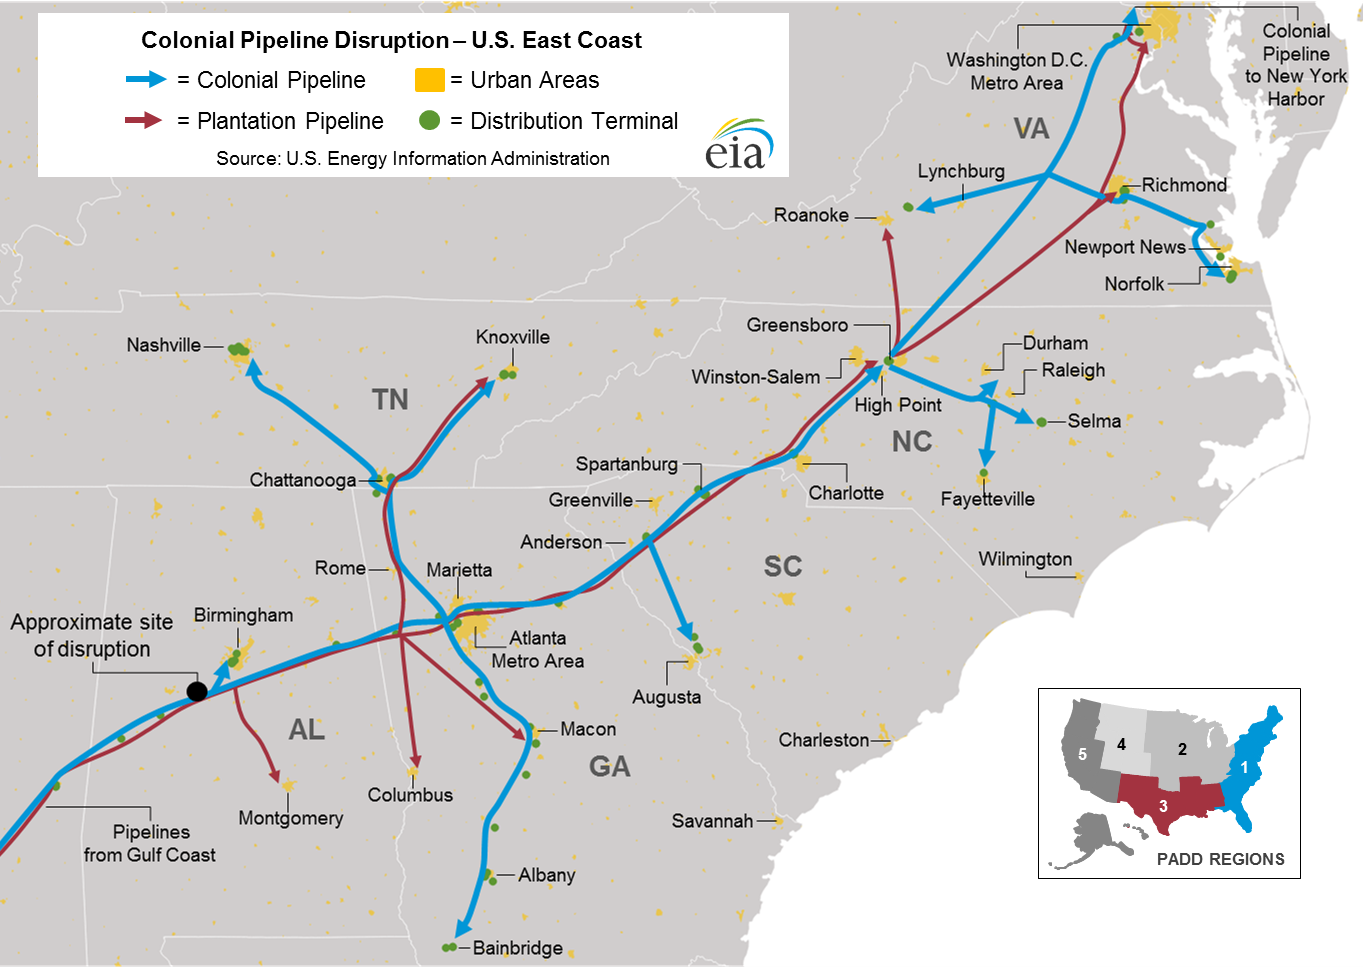 Colonial Pipeline Disruption – U.S. East Coast
= Colonial Pipeline
= Urban Areas
= Plantation Pipeline
= Distribution Terminal
Source: U.S. Energy Information Administration
eia
Washington D.C.
Metro Area
Colonial
Pipeline
to New York
Harbor
VA
Lynchburg
Richmond
Roanoke
Newport News
Norfolk
Greensboro
Nashville
Knoxville
Durham
Winston-Salem
Raleigh
High Point
TN
Selma
NC
Spartanburg
Chattanooga
Charlotte
Greenville
Fayetteville
Anderson
Wilmington
Rome
Marietta
SC
Birmingham
Approximate site
of disruption
Atlanta
Metro Area
Augusta
AL
Macon
Charleston
GA
Columbus
Montgomery
Savannah
Pipelines
from Gulf Coast
Albany
Bainbridge
5
4
2
1
3
PADD REGIONS